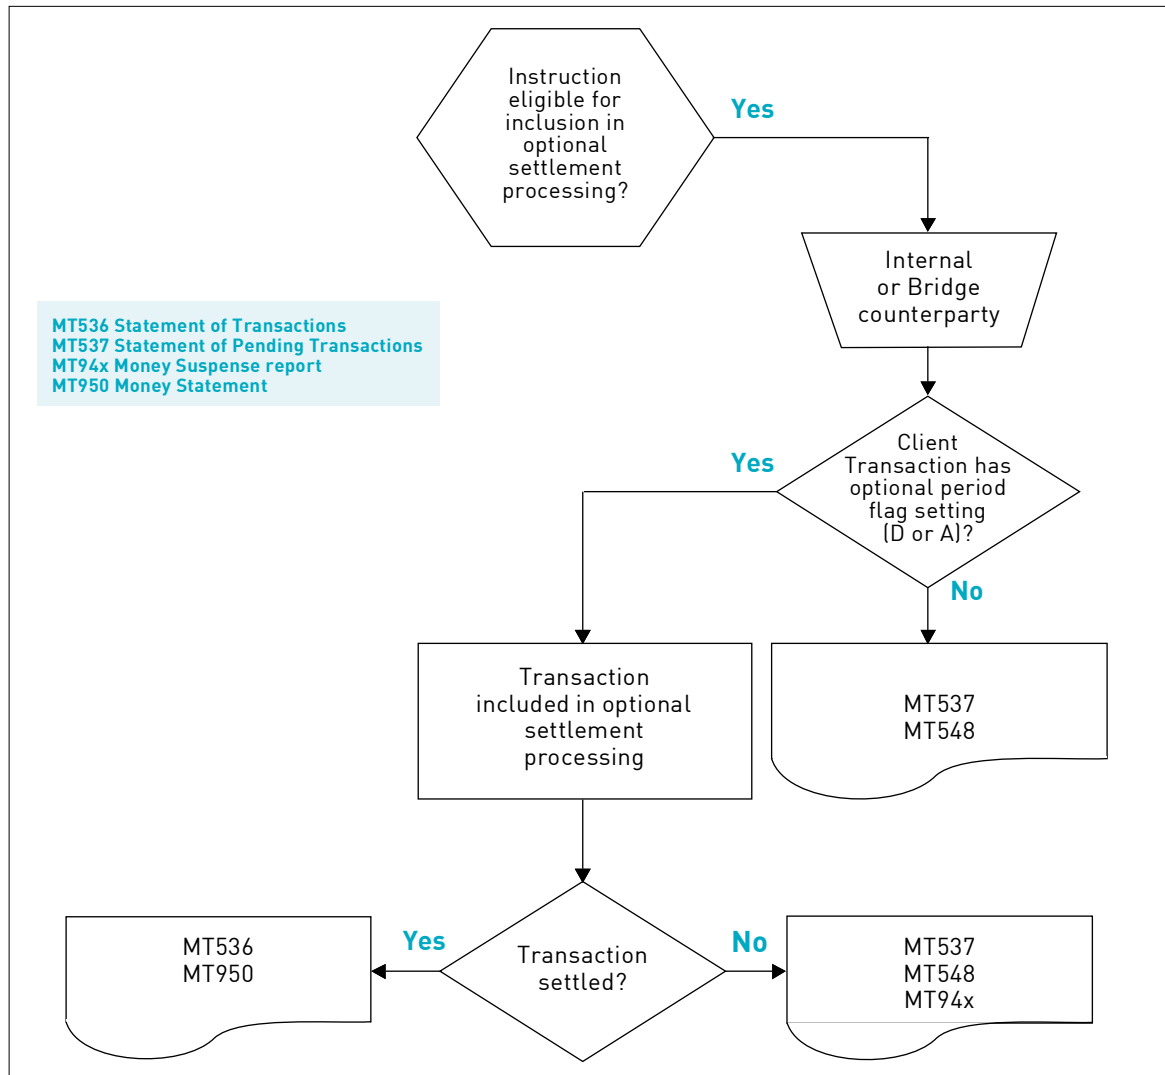 Instruction
eligible for
inclusion in
optional
settlement
processing?
Yes
Internal
or Bridge
counterparty
MT536 Statement of Transactions
MT537 Statement of Pending Transactions
MT94x Money Suspense report
MT950 Money Statement
Client
Transaction has
optional period
flag setting
(D or A)?
Yes
No
Transaction
included in optional
settlement
processing
MT537
MT548
MT536
MT950
Yes
Transaction
settled?
No
MT537
MT548
MT94x